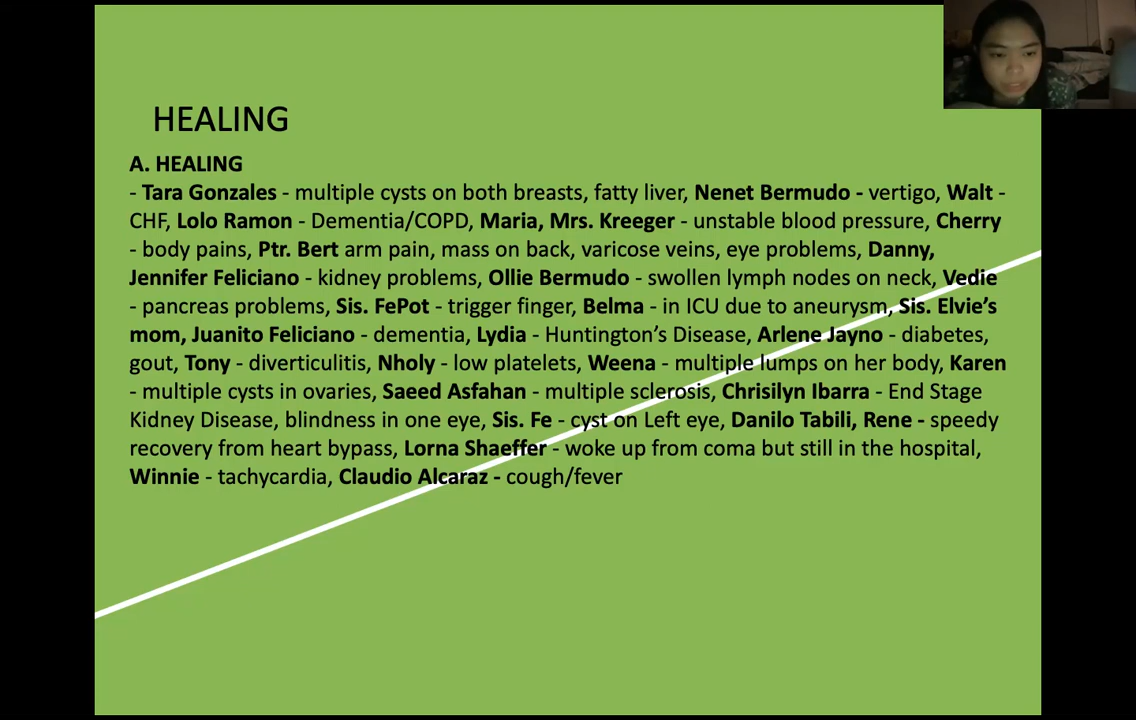 HEALING
A. HEALING
- Tara Gonzales - multiple cysts on both breasts, fatty liver, Nenet Bermudo - vertigo, Walt -
CHF, Lolo Ramon - Dementia/COPD, Maria, Mrs. Kreeger - unstable blood pressure, Cherry
- body pains, Ptr. Bert arm pain, mass on back, varicose veins, eye problems, Danny,
Jennifer Feliciano - kidney problems, Ollie Bermudo - swollen lymph nodes on neck, Vedie
- pancreas problems, Sis. FePot - trigger finger, Belma - in ICU due to aneurysm, Sis. Elvie’s
mom, Juanito Feliciano - dementia, Lydia - Huntington’s Disease, Arlene Jayno - diabetes,
gout, Tony - diverticulitis, Nholy - low platelets, Weena - multiple lumps on her body, Karen
- multiple cysts in ovaries, Saeed Asfahan - multiple sclerosis, Chrisilyn Ibarra - End Stage
Kidney Disease, blindness in one eye, Sis. Fe - cyst on Left eye, Danilo Tabili, Rene - speedy
recovery from heart bypass, Lorna Shaeffer - woke up from coma but still in the hospital,
Winnie - tachycardia, Claudio Alcaraz - cough/fever